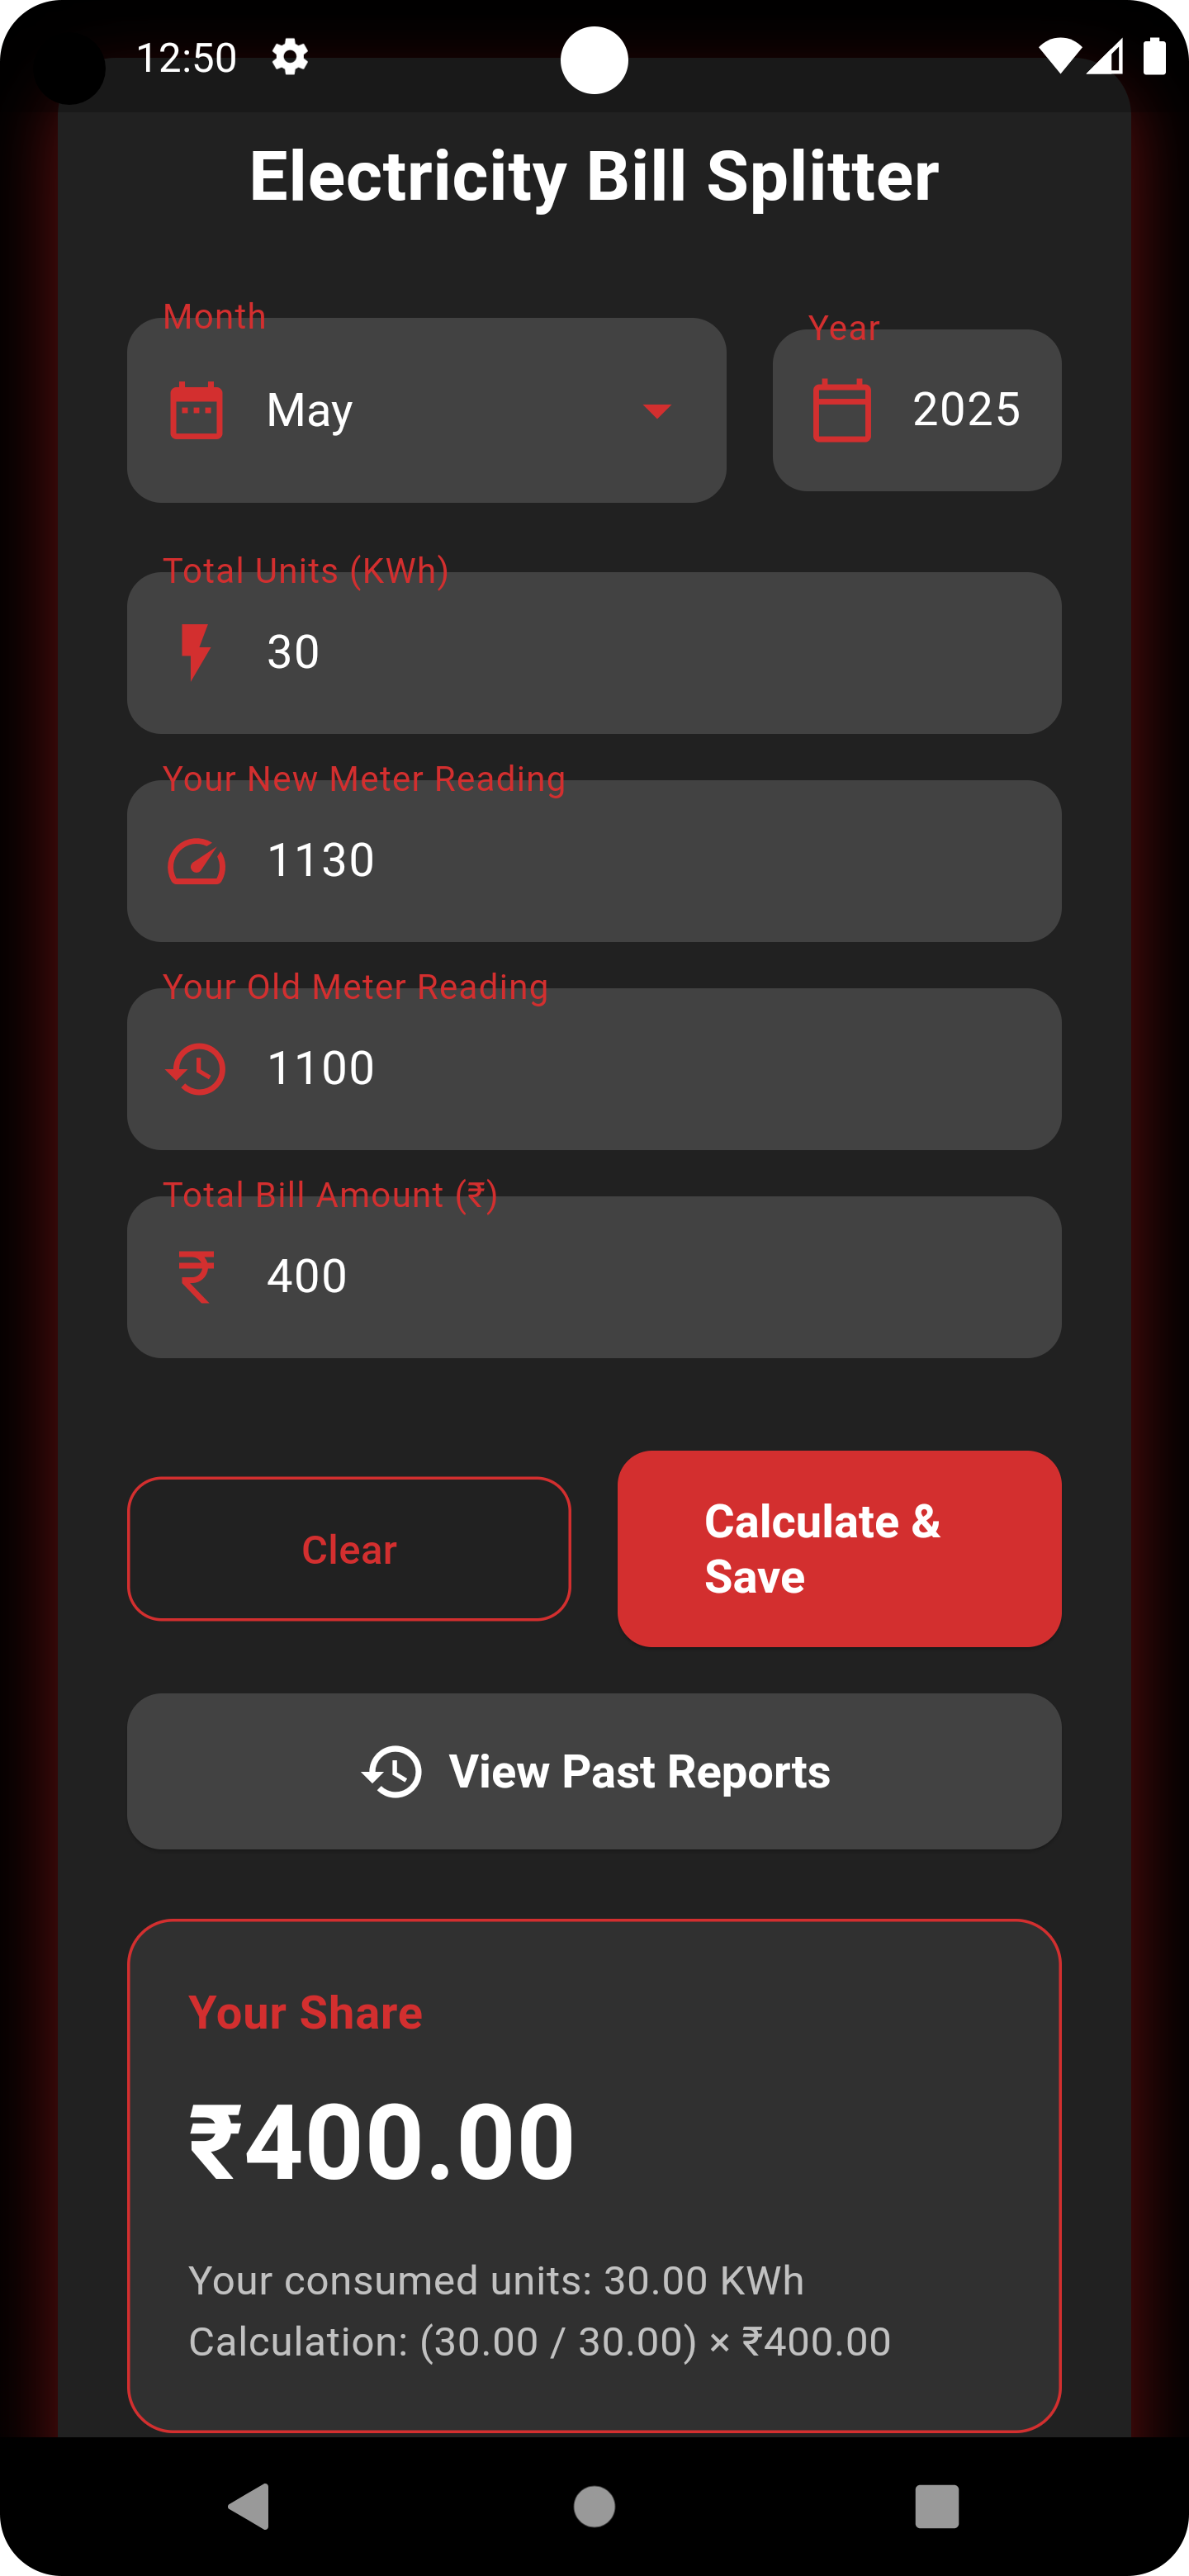 12:50
Electricity Bill Splitter
Month
Year
May
2025
Total Units (KWh)
30
Your New Meter Reading
1130
Your Old Meter Reading
1100
Total Bill Amount (₹)
₹ 400
Clear
Calculate &
Save
View Past Reports
Your Share
₹400.00
Your consumed units: 30.00 KWh
Calculation: (30.00 / 30.00) × ₹400.00